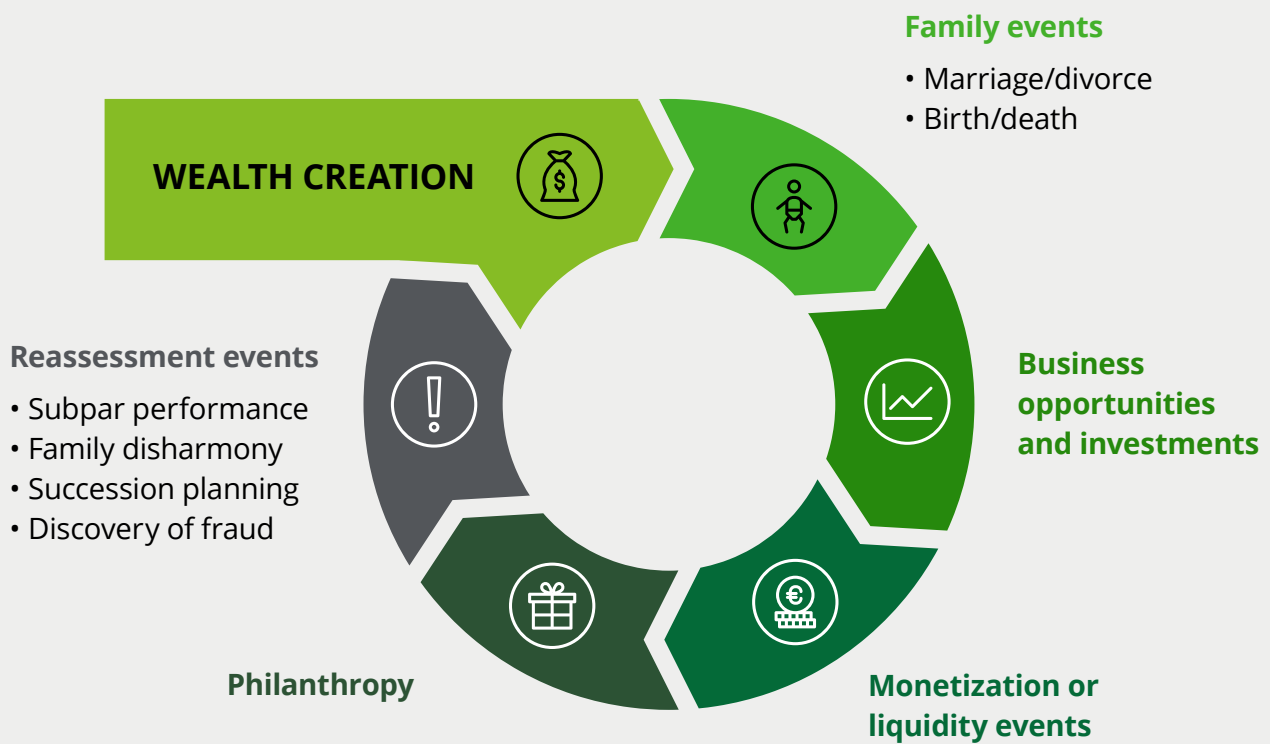 WEALTH CREATION
$
Family events
• Marriage/divorce
• Birth/death
Business
opportunities
and investments
€
Monetization or
liquidity events
Philanthropy
Reassessment events
• Subpar performance
• Family disharmony
• Succession planning
• Discovery of fraud